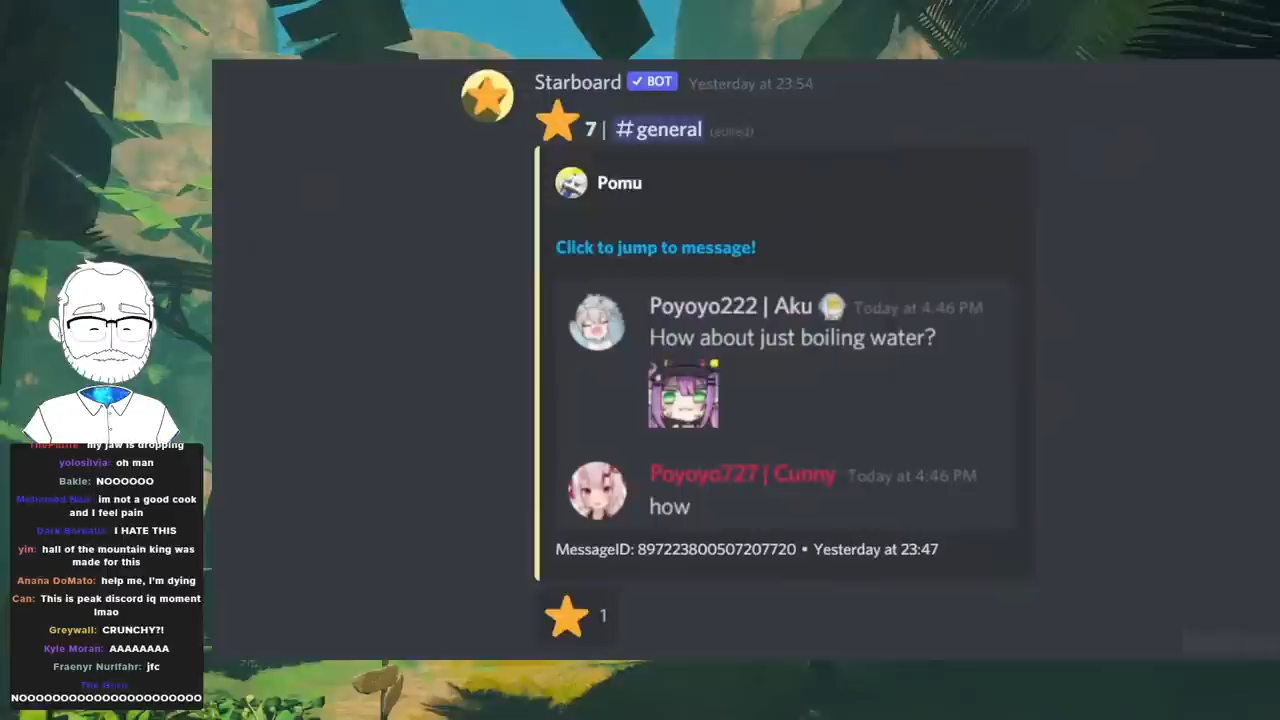 Starboard ✓ BOT Yesterday at 23:54
7 | #general (edited)
Pomu
Click to jump to message!
Poyoyo222 | Aku Today at 4:46 PM
How about just boiling water?
Poyoyo727 | Cunny Today at 4:46 PM
how
MessageID: 897223800507207720 • Yesterday at 23:47
1
my jaw is dropping
yolosilvia: oh man
Bakle: NOOOOOO
im not a good cook
and I feel pain
I HATE THIS
yin: hall of the mountain king was
made for this
Anana DoMato: help me, I'm dying
Can: This is peak discord iq moment
lmao
Greywall: CRUNCHY?!
Kyle Moran: AAAAAAAA
Fraenyr Nurifahr: jfc
NOOOOOOOOOOOOOOOOOOOOOO